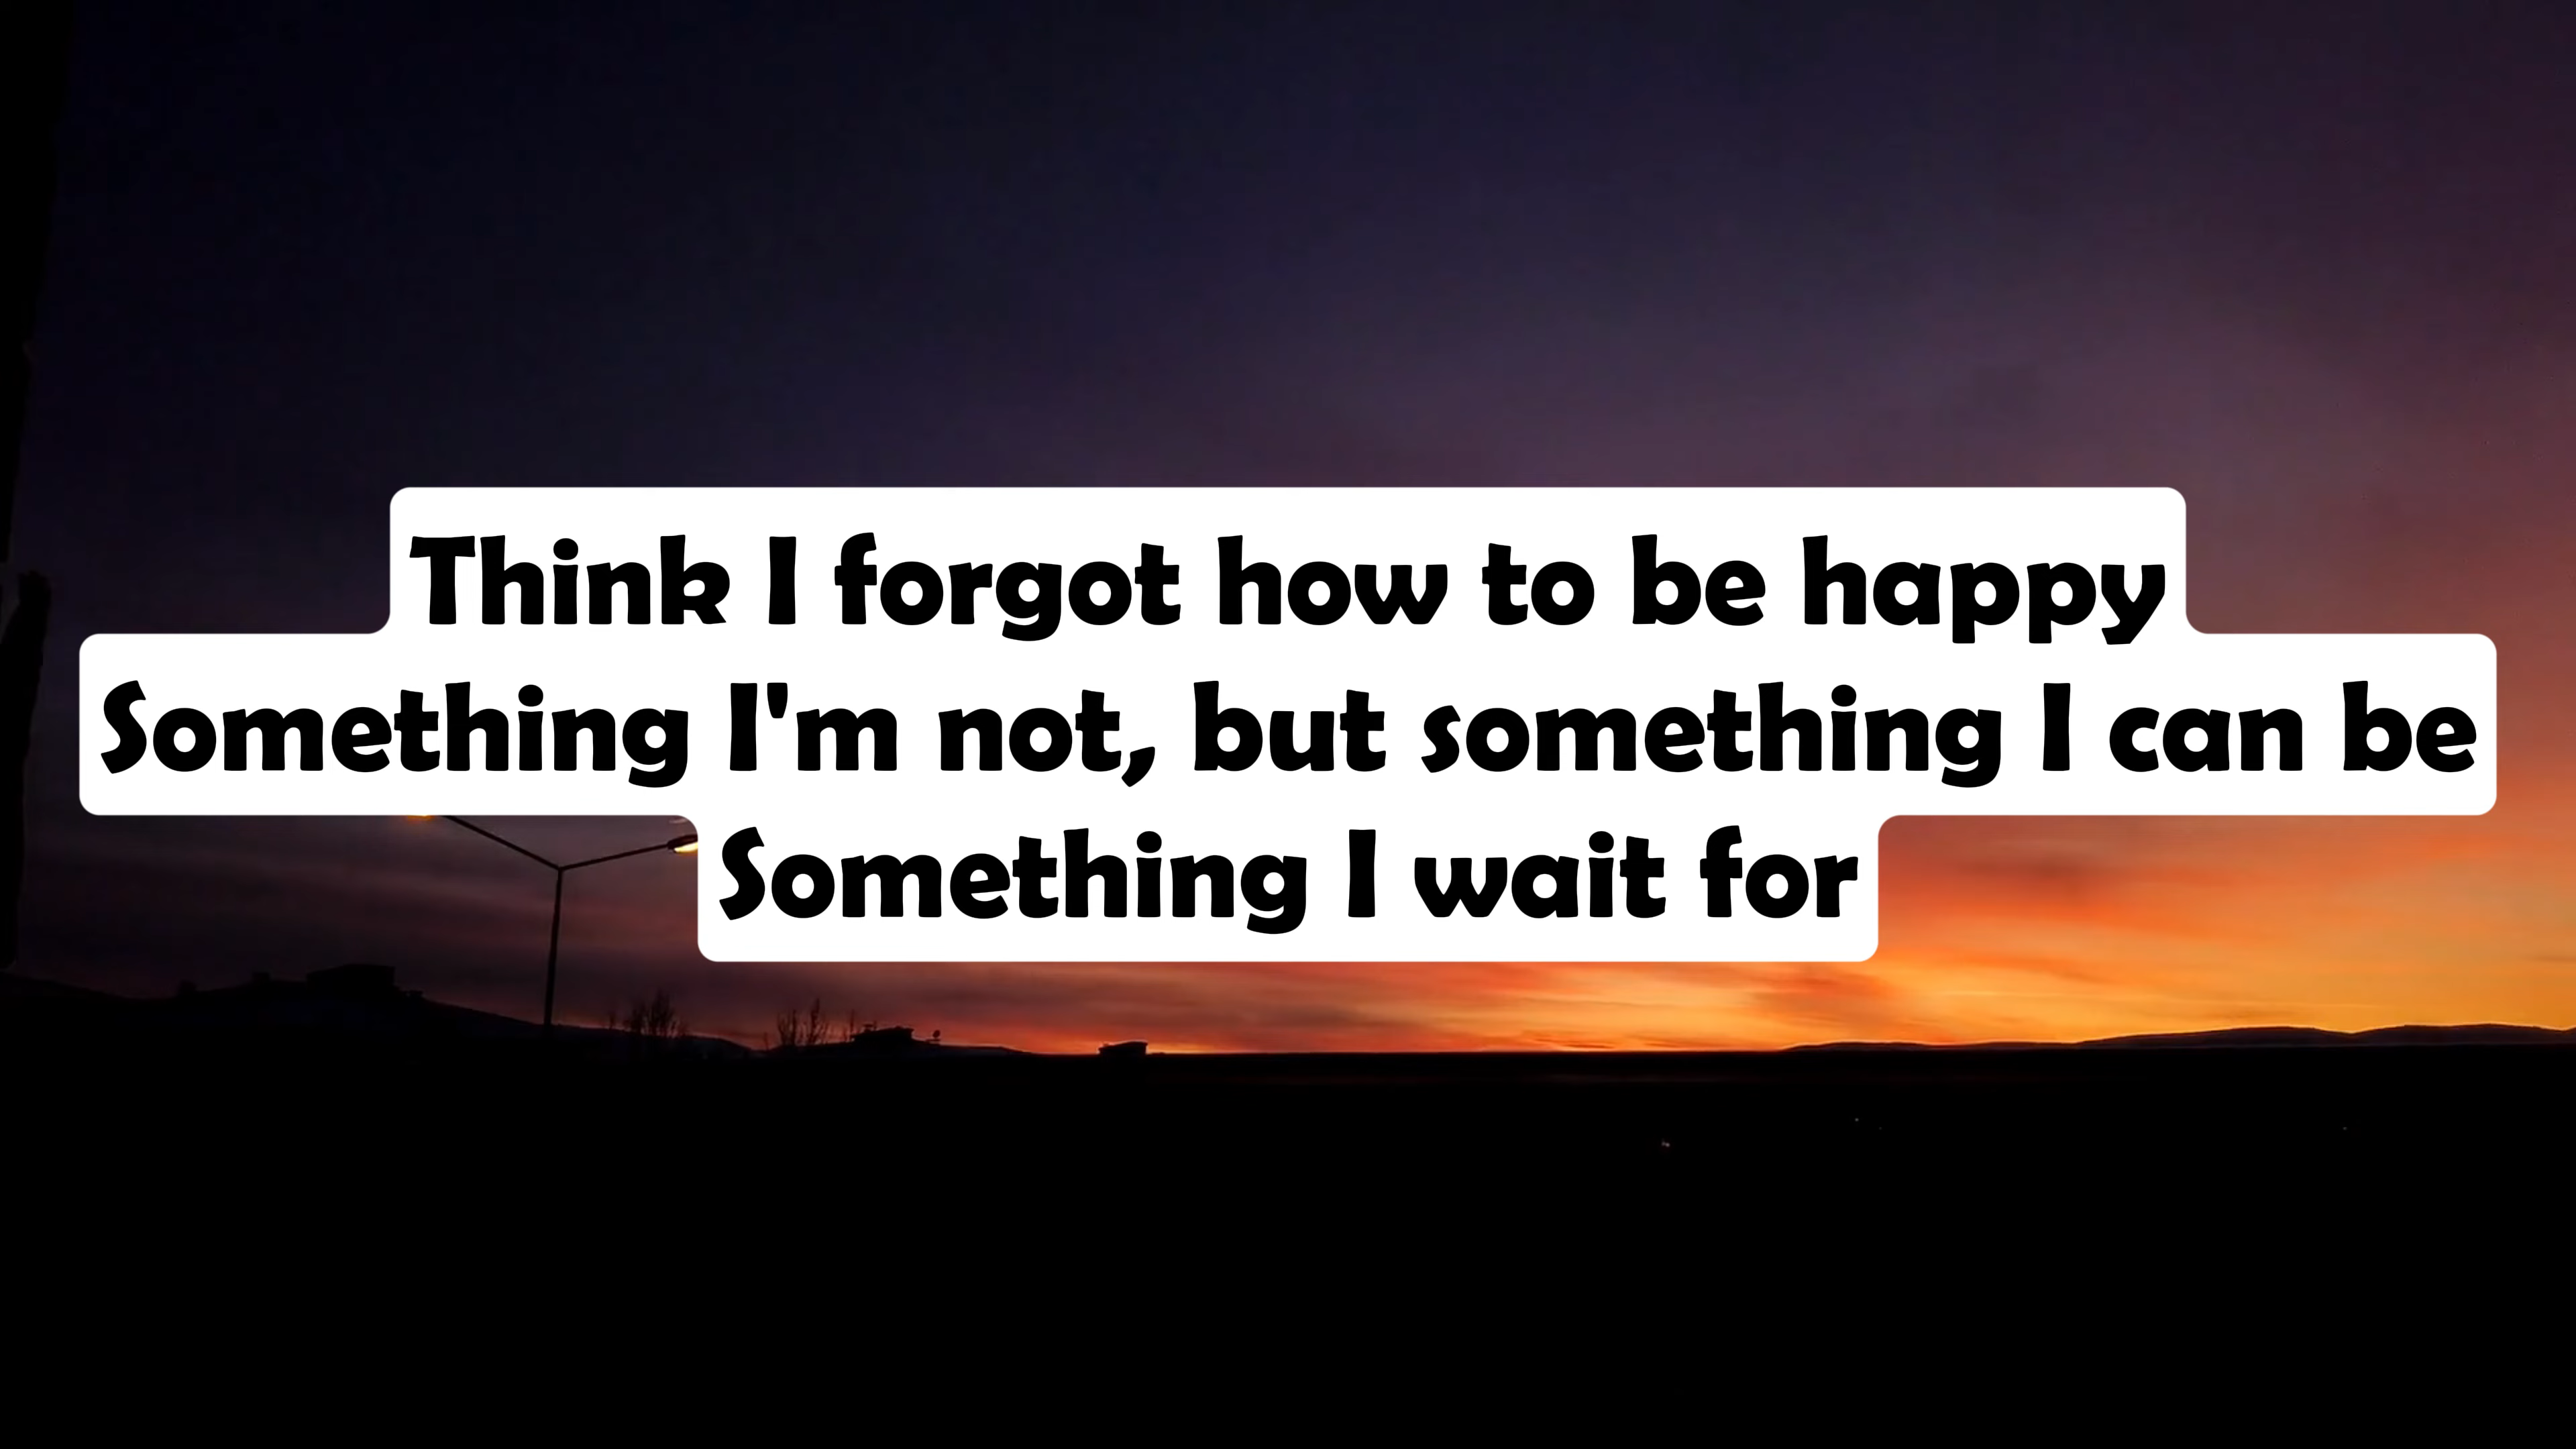 Think I forgot how to be happy
Something I'm not, but something I can be
Something I wait for